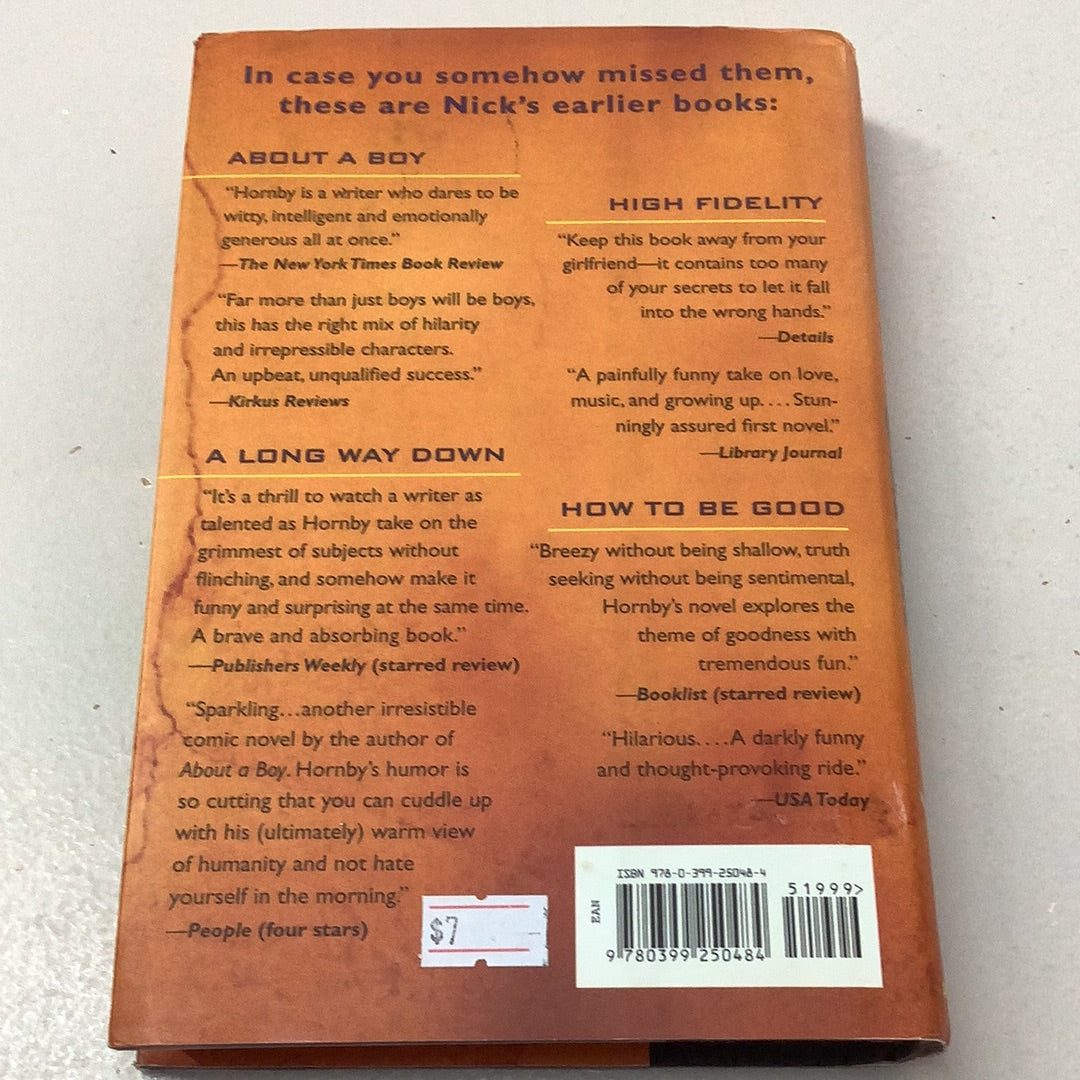 In case you somehow missed them,
these are Nick's earlier books:
ABOUT A BOY
"Hornby is a writer who dares to be
witty, intelligent and emotionally
generous all at once."
—The New York Times Book Review
"Far more than just boys will be boys,
this has the right mix of hilarity
and irrepressible characters.
An upbeat, unqualified success."
—Kirkus Reviews
A LONG WAY DOWN
"It's a thrill to watch a writer as
talented as Hornby take on the
grimmest of subjects without
flinching, and somehow make it
funny and surprising at the same time.
A brave and absorbing book."
—Publishers Weekly (starred review)
"Sparkling...another irresistible
comic novel by the author of
About a Boy. Hornby's humor is
so cutting that you can cuddle up
with his (ultimately) warm view
of humanity and not hate
yourself in the morning."
—People (four stars)
HIGH FIDELITY
"Keep this book away from your
girlfriend—it contains too many
of your secrets to let it fall
into the wrong hands."
—Details
"A painfully funny take on love,
music, and growing up. . . . Stun-
ningly assured first novel."
—Library Journal
HOW TO BE GOOD
"Breezy without being shallow, truth
seeking without being sentimental,
Hornby's novel explores the
theme of goodness with
tremendous fun."
—Booklist (starred review)
"Hilarious. . . .A darkly funny
and thought-provoking ride."
—USA Today
$7
ISBN 978-0-399-25048-4
51999>
EAN
9 780399 250484